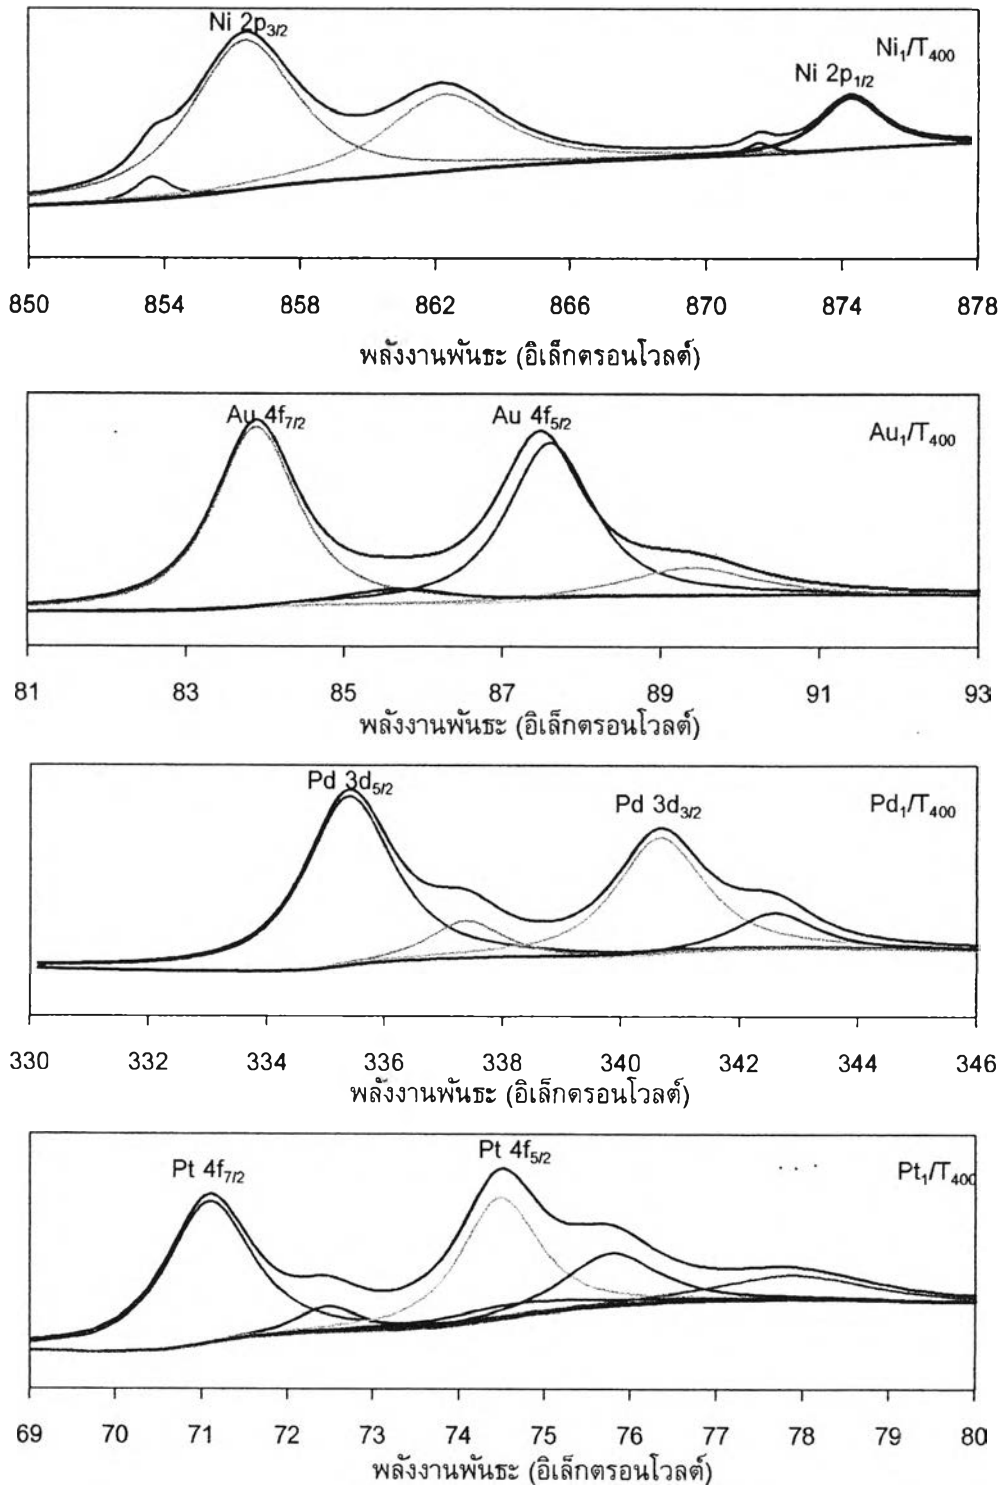 Ni 2p3/2
Ni1/T400
Ni 2p1/2
850 854 858 862 866 870 874 878
พลังงานพันธะ (อิเล็กตรอนโวลต์)
Au 4f7/2 Au 4f5/2 Au1/T400
81 83 85 87 89 91 93
พลังงานพันธะ (อิเล็กตรอนโวลต์)
Pd 3d5/2 Pd 3d3/2 Pd1/T400
330 332 334 336 338 340 342 344 346
พลังงานพันธะ (อิเล็กตรอนโวลต์)
Pt 4f7/2 Pt 4f5/2 Pt1/T400
69 70 71 72 73 74 75 76 77 78 79 80
พลังงานพันธะ (อิเล็กตรอนโวลต์)